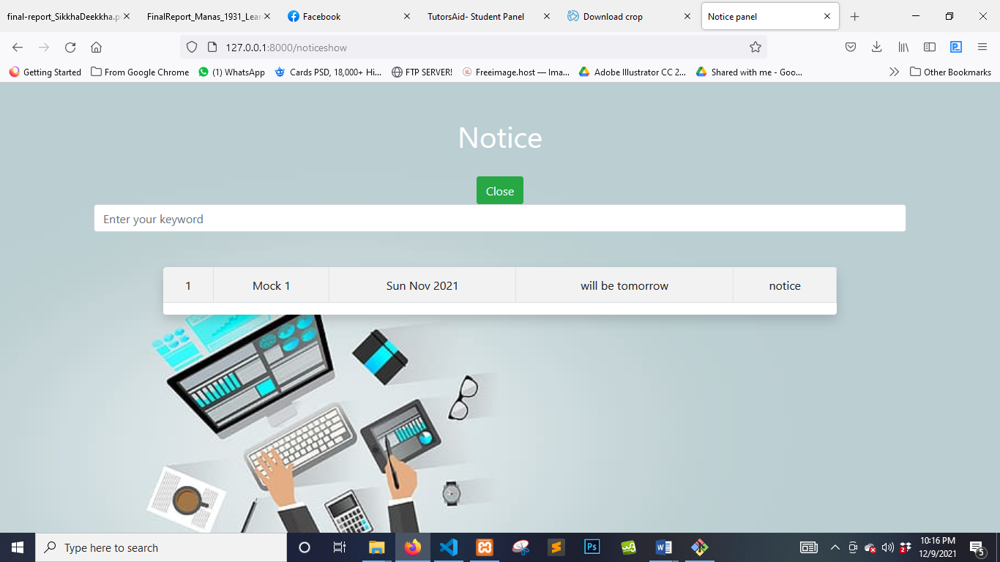 final-report_SikkhaDeekkha.p
FinalReport_Manas_1931_Lear
Facebook
TutorsAid- Student Panel
Download crop
Notice panel
127.0.0.1:8000/noticeshow
Getting Started
From Google Chrome
(1) WhatsApp
Cards PSD, 18,000+ Hi...
FTP SERVER!
Freeimage.host — Ima...
Adobe Illustrator CC 2...
Shared with me - Goo...
Other Bookmarks
Notice
Close
Enter your keyword
1 Mock 1 Sun Nov 2021 will be tomorrow notice
Type here to search
Ps
10:16 PM
12/9/2021
2
5